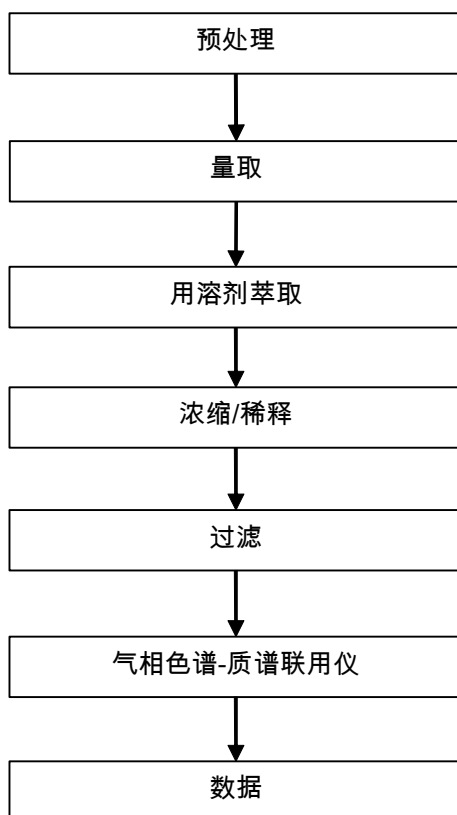 预处理
量取
用溶剂萃取
浓缩/稀释
过滤
气相色谱-质谱联用仪
数据